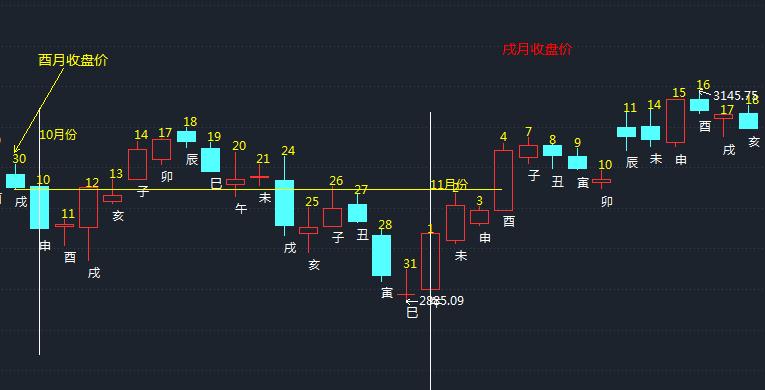 戌月收盘价
酉月收盘价
16
3145.75
15
11
14
17
18
18
10月份
14
17
19
4
7
8
9
30
10
12
13
20
21
24
10
11月份
2
3
1
11
25
26
27
28
31
2885.09
戌
申
酉
戌
亥
子
卯
辰
巳
午
未
戌
亥
子
丑
寅
巳
未
申
酉
子
丑
寅
卯
辰
未
申
酉
戌
亥